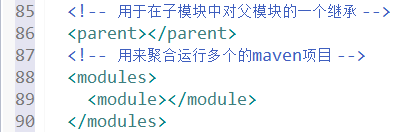 85 <!-- 用于在子模块中对父模块的一个继承 -->
86 <parent></parent>
87 <!-- 用来聚合运行多个的maven项目 -->
88 <modules>
89 <module></module>
90 </modules>